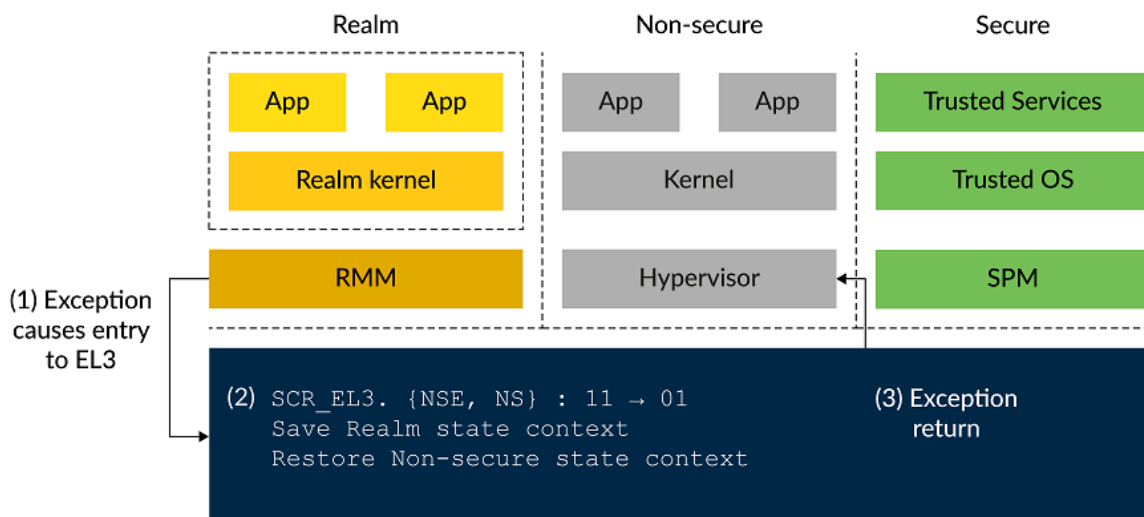 Realm
Non-secure
Secure
App
App
App
App
Trusted Services
Realm kernel
Kernel
Trusted OS
RMM
Hypervisor
SPM
(1) Exception
causes entry
to EL3
(2) SCR_EL3. {NSE, NS} : 11 → 01
Save Realm state context
Restore Non-secure state context
(3) Exception
return